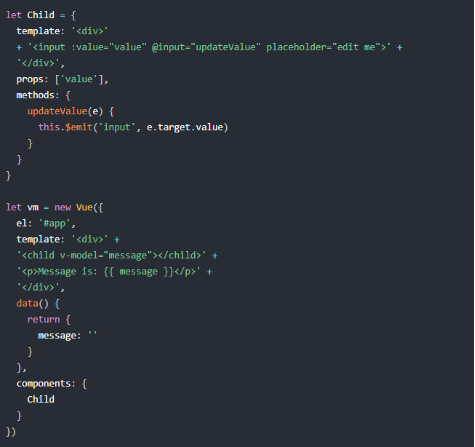 let Child = {
  template: '<div>'
  + '<input :value="value" @input="updateValue" placeholder="edit me">' +
  '</div>',
  props: ['value'],
  methods: {
    updateValue(e) {
      this.$emit('input', e.target.value)
    }
  }
}

let vm = new Vue({
  el: '#app',
  template: '<div>' +
  '<child v-model="message"></child>' +
  '<p>Message is: {{ message }}</p>' +
  '</div>',
  data() {
    return {
      message: ''
    }
  },
  components: {
    Child
  }
})